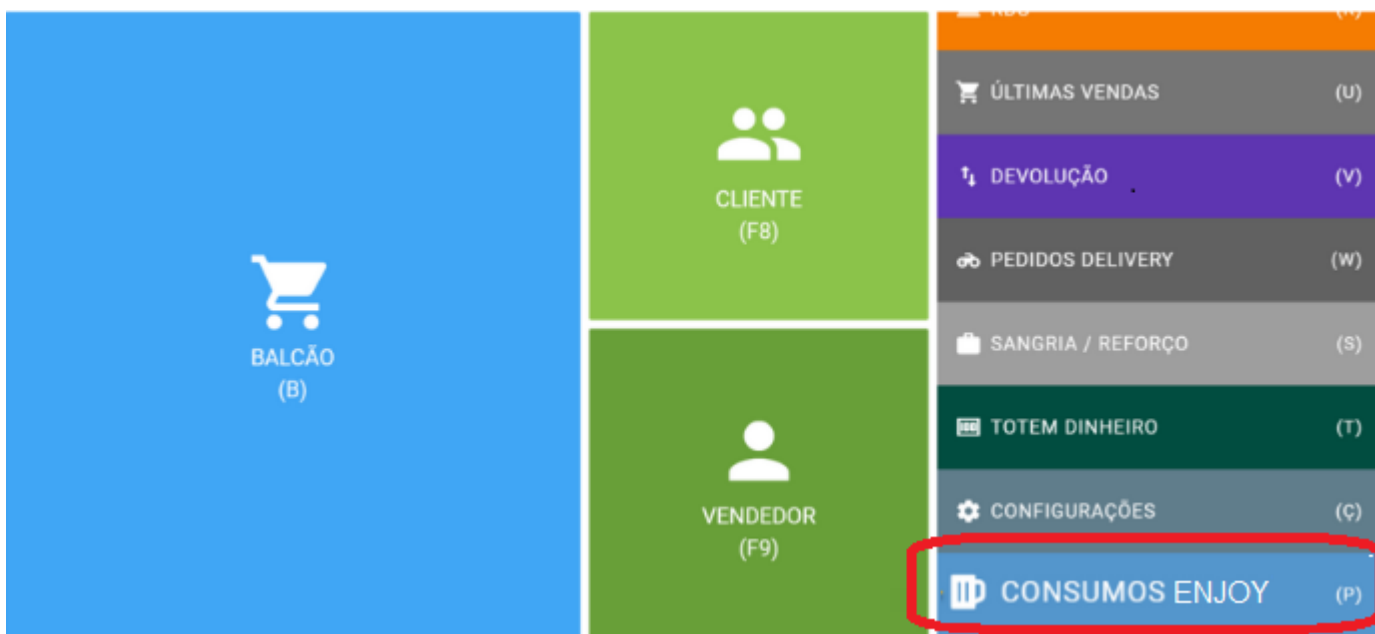 BALCÃO
(B)
CLIENTE
(F8)
VENDEDOR
(F9)
ÚLTIMAS VENDAS (U)
DEVOLUÇÃO (V)
PEDIDOS DELIVERY (W)
SANGRIA / REFORÇO (S)
TOTEM DINHEIRO (T)
CONFIGURAÇÕES (Ç)
CONSUMOS ENJOY (P)